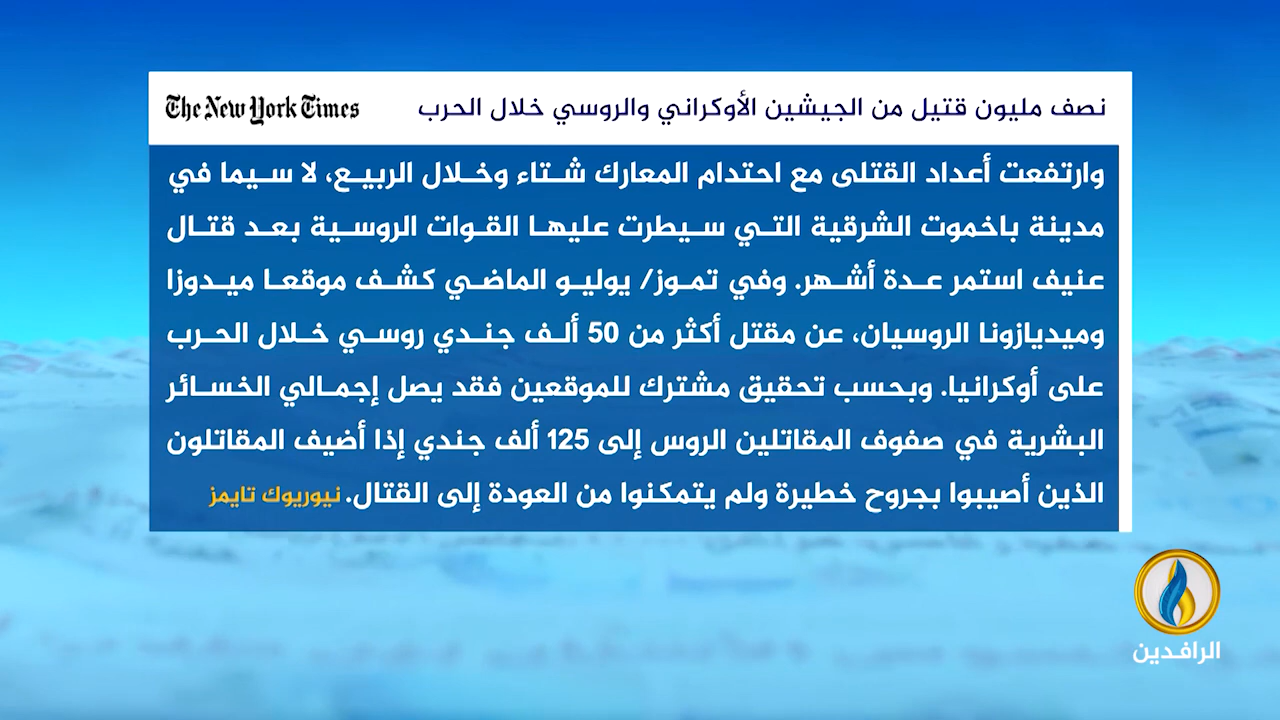 نصف مليون قتيل من الجيشين الأوكراني والروسي خلال الحرب
The New York Times
وارتفعت أعداد القتلى مع احتدام المعارك شتاء وخلال الربيع، لا سيما في
مدينة باخموت الشرقية التي سيطرت عليها القوات الروسية بعد قتال
عنيف استمر عدة أشهر. وفي تموز/ يوليو الماضي كشف موقعا ميدوزا
وميديازونا الروسيان، عن مقتل أكثر من 50 ألف جندي روسي خلال الحرب
على أوكرانيا. وبحسب تحقيق مشترك للموقعين فقد يصل إجمالي الخسائر
البشرية في صفوف المقاتلين الروس إلى 125 ألف جندي إذا أضيف المقاتلون
الذين أصيبوا بجروح خطيرة ولم يتمكنوا من العودة إلى القتال. نيوريوك تايمز
الرافدين